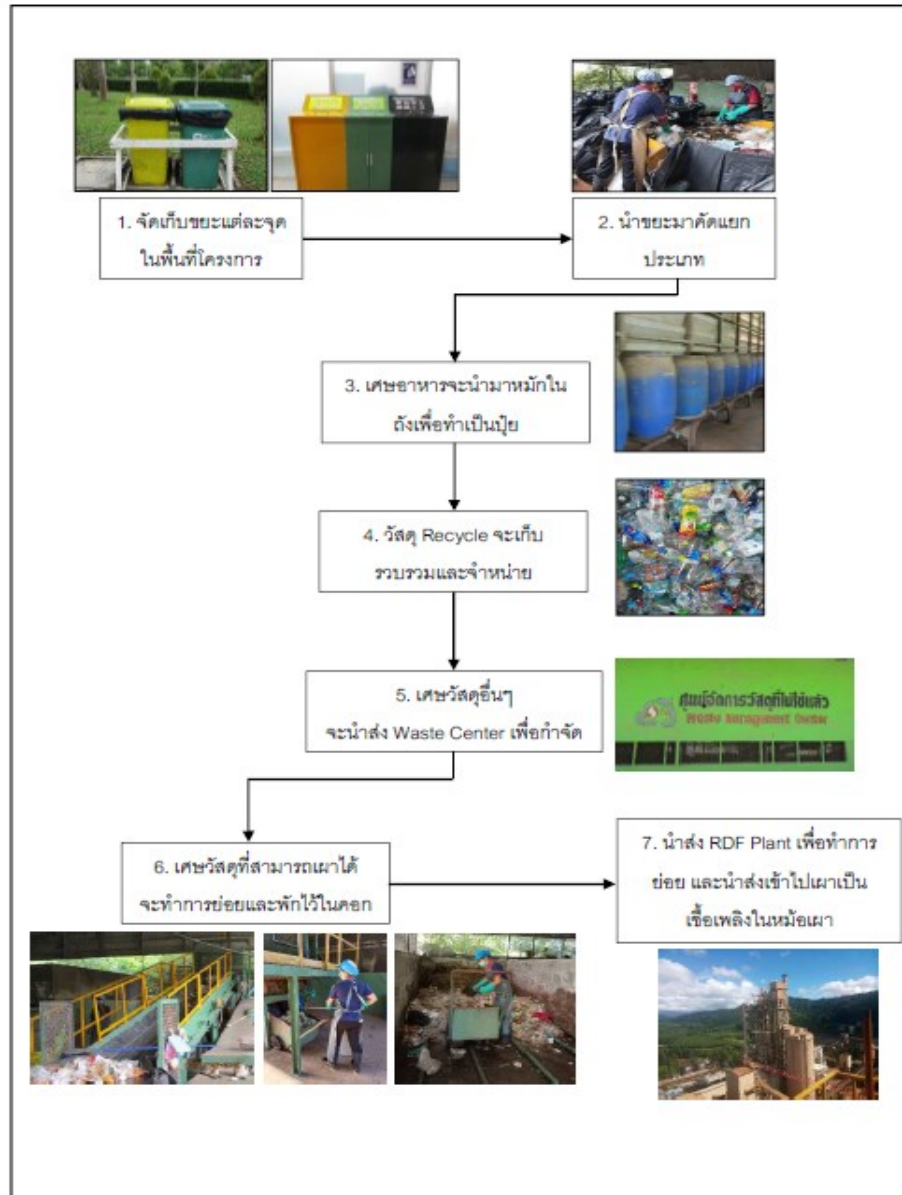 1. จัดเก็บขยะแต่ละจุด
ในพื้นที่โครงการ
2. นำขยะมาคัดแยก
ประเภท
3. เศษอาหารจะนำมาหมักใน
ถังเพื่อทำเป็นปุ๋ย
4. วัสดุ Recycle จะเก็บ
รวบรวมและจำหน่าย
5. เศษวัสดุอื่นๆ
จะนำส่ง Waste Center เพื่อกำจัด
ศูนย์จัดการวัสดุที่ไม่ใช้แล้ว
Waste Management Center
6. เศษวัสดุที่สามารถเผาได้
จะทำการย่อยและพักไว้ในคอก
7. นำส่ง RDF Plant เพื่อทำการ
ย่อย และนำส่งเข้าไปเผาเป็น
เชื้อเพลิงในหม้อเผา